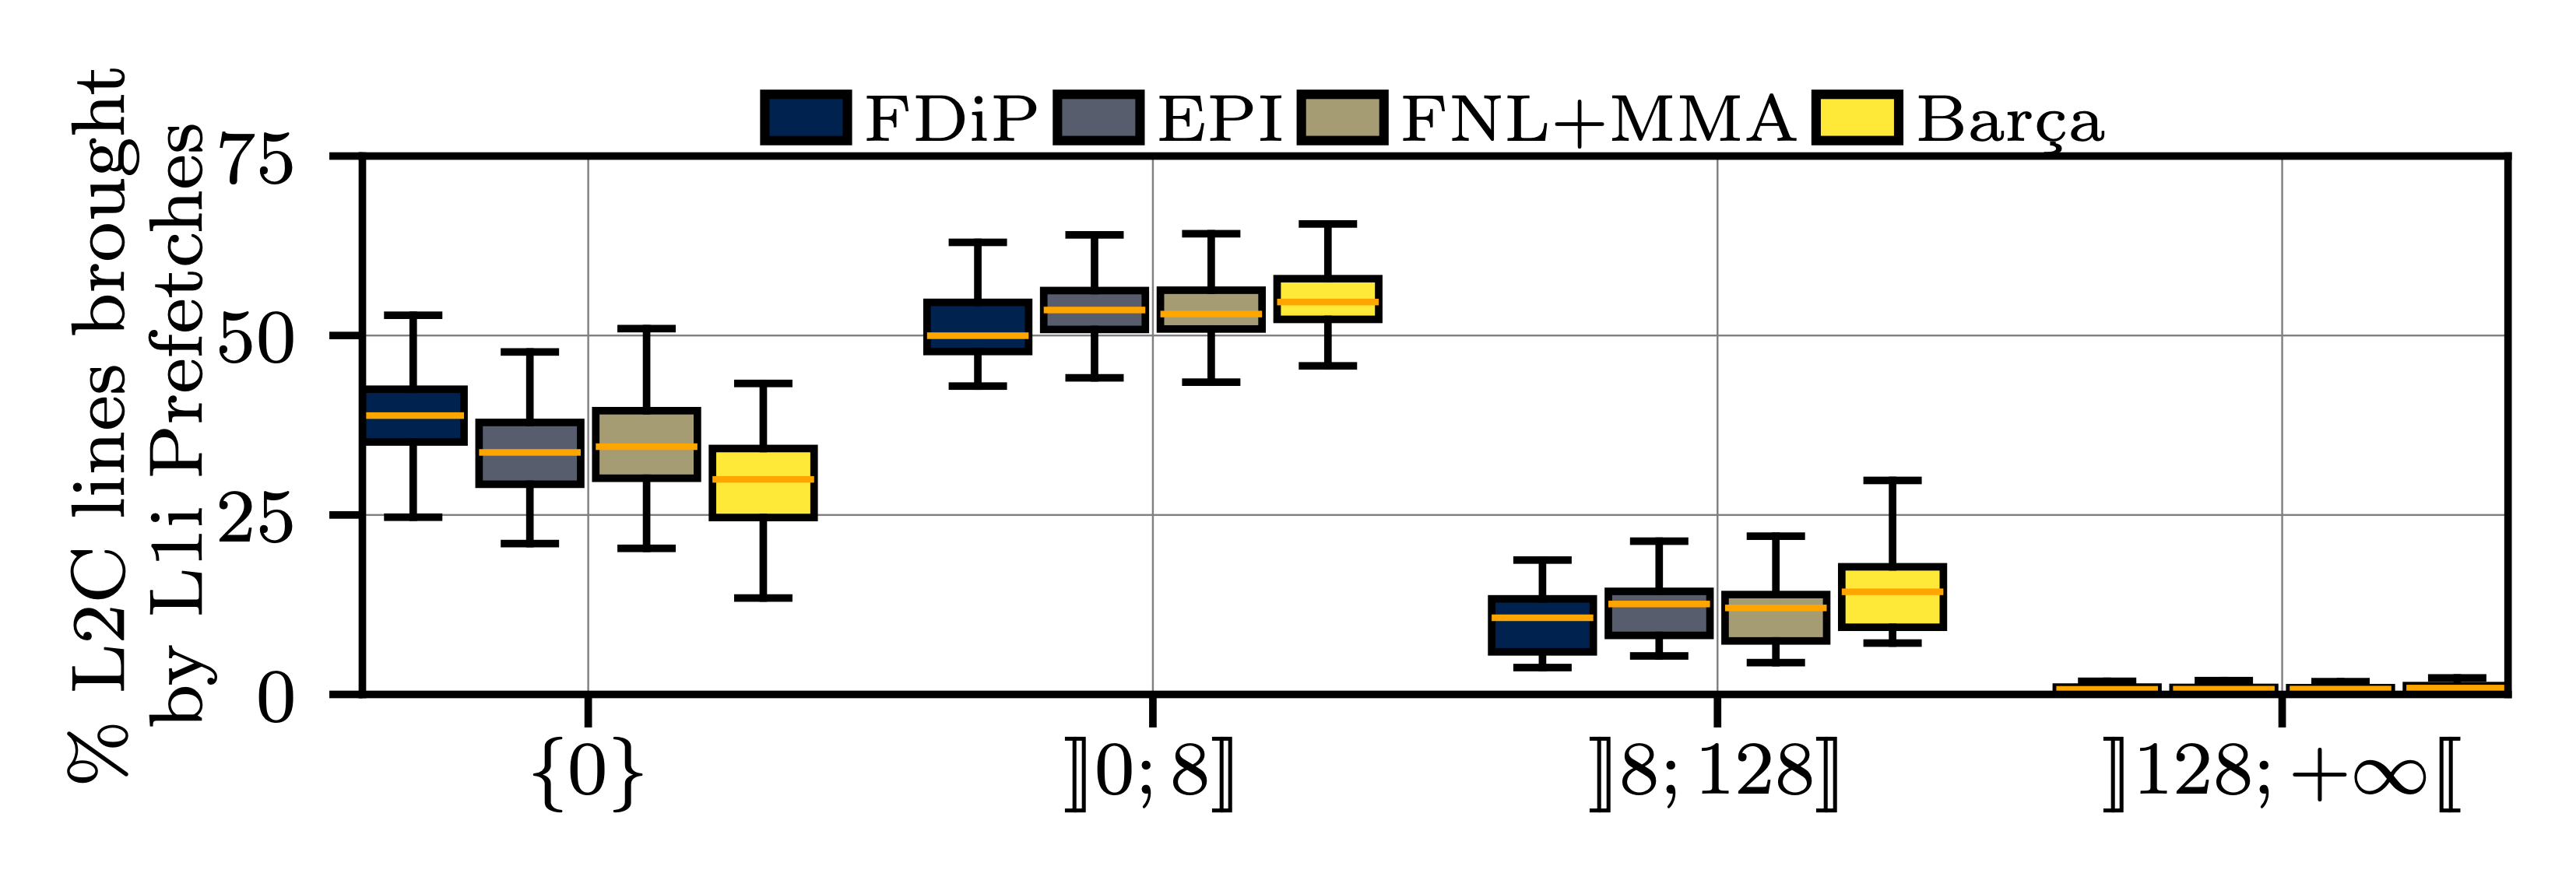 FDiP EPI FNL+MMA Barça
% L2C lines brought
by L1i Prefetches
75
50
25
0
{0} ⟧0; 8⟧ ⟧8; 128⟧ ⟧128; +∞⟦